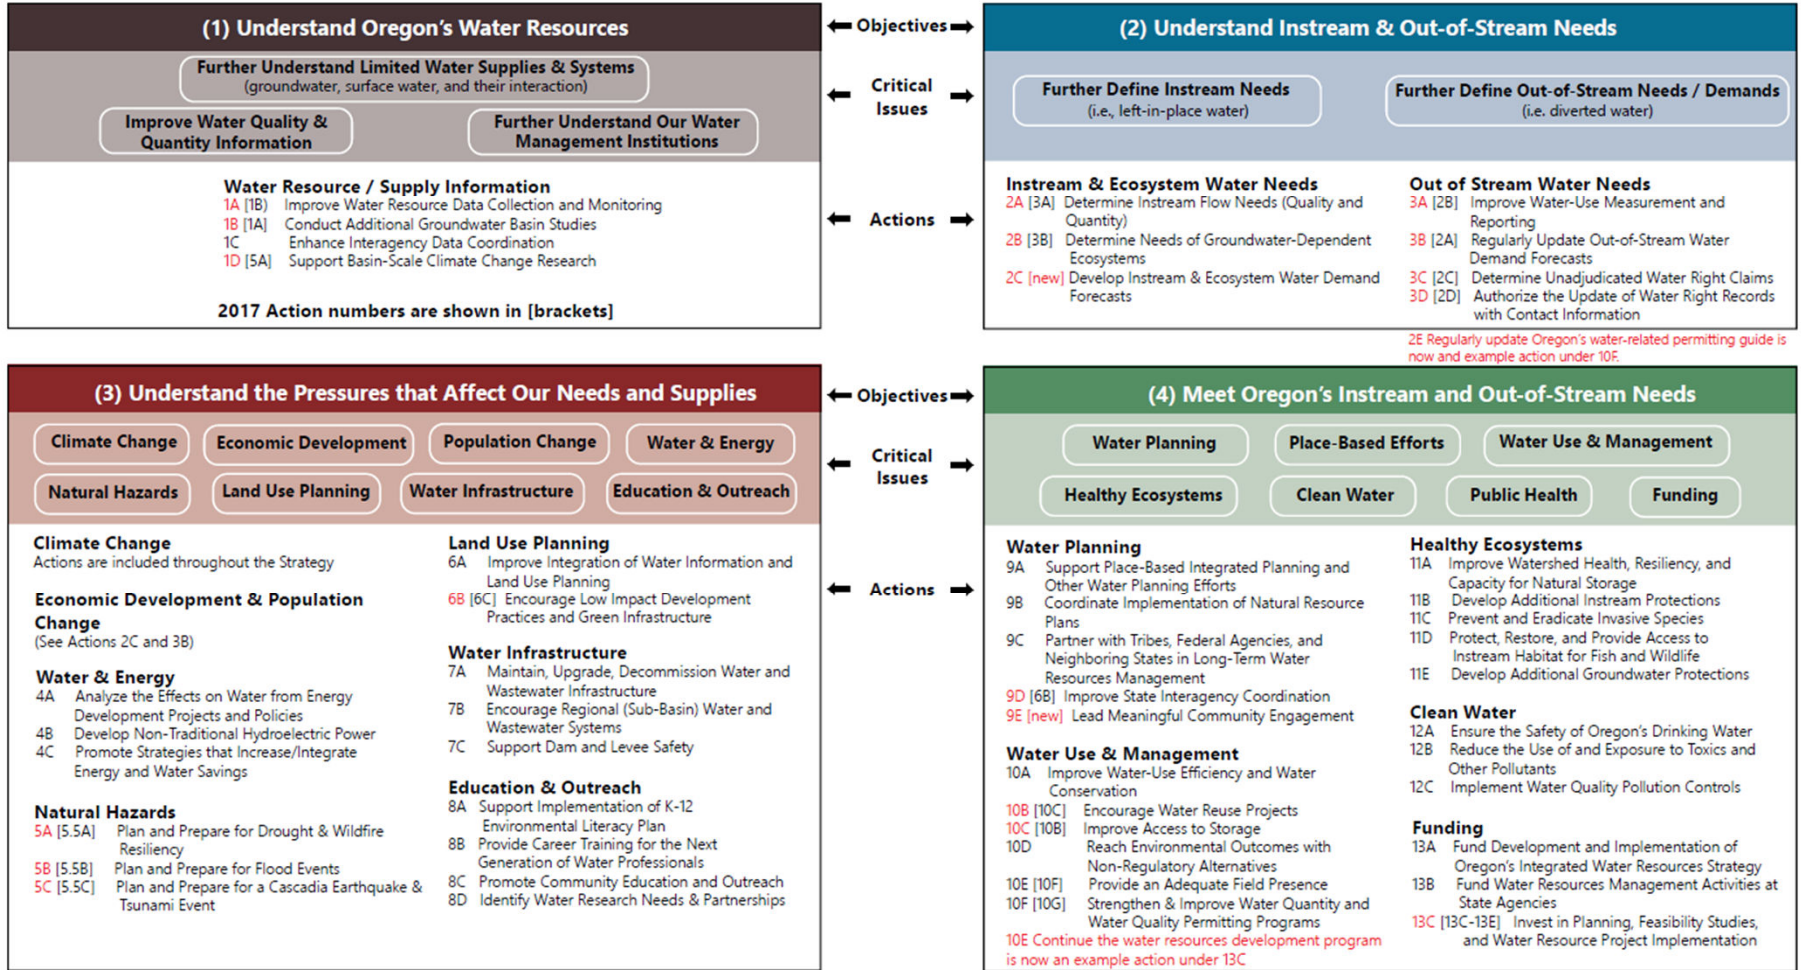 (1) Understand Oregon's Water Resources
Further Understand Limited Water Supplies & Systems
(groundwater, surface water, and their interaction)
Improve Water Quality &
Quantity Information
Further Understand Our Water
Management Institutions
Water Resource / Supply Information
1A [1B) Improve Water Resource Data Collection and Monitoring
1B [1A] Conduct Additional Groundwater Basin Studies
1C Enhance Interagency Data Coordination
1D [5A] Support Basin-Scale Climate Change Research
2017 Action numbers are shown in [brackets]
Objectives
Critical
Issues
Actions
(2) Understand Instream & Out-of-Stream Needs
Further Define Instream Needs
(i.e., left-in-place water)
Further Define Out-of-Stream Needs / Demands
(i.e. diverted water)
Instream & Ecosystem Water Needs
2A [3A] Determine Instream Flow Needs (Quality and
Quantity)
2B [3B] Determine Needs of Groundwater-Dependent
Ecosystems
2C [new] Develop Instream & Ecosystem Water Demand
Forecasts
Out of Stream Water Needs
3A [2B] Improve Water-Use Measurement and
Reporting
3B [2A] Regularly Update Out-of-Stream Water
Demand Forecasts
3C [2C] Determine Unadjudicated Water Right Claims
3D [2D] Authorize the Update of Water Right Records
with Contact Information
2E Regularly update Oregon's water-related permitting guide is
now and example action under 10F.
(3) Understand the Pressures that Affect Our Needs and Supplies
Climate Change
Economic Development
Population Change
Water & Energy
Natural Hazards
Land Use Planning
Water Infrastructure
Education & Outreach
Climate Change
Actions are included throughout the Strategy
Economic Development & Population
Change
(See Actions 2C and 3B)
Water & Energy
4A Analyze the Effects on Water from Energy
Development Projects and Policies
4B Develop Non-Traditional Hydroelectric Power
4C Promote Strategies that Increase/Integrate
Energy and Water Savings
Natural Hazards
5A [5.5A] Plan and Prepare for Drought & Wildfire
Resiliency
5B [5.5B] Plan and Prepare for Flood Events
5C [5.5C] Plan and Prepare for a Cascadia Earthquake &
Tsunami Event
Land Use Planning
6A Improve Integration of Water Information and
Land Use Planning
6B [6C] Encourage Low Impact Development
Practices and Green Infrastructure
Water Infrastructure
7A Maintain, Upgrade, Decommission Water and
Wastewater Infrastructure
7B Encourage Regional (Sub-Basin) Water and
Wastewater Systems
7C Support Dam and Levee Safety
Education & Outreach
8A Support Implementation of K-12
Environmental Literacy Plan
8B Provide Career Training for the Next
Generation of Water Professionals
8C Promote Community Education and Outreach
8D Identify Water Research Needs & Partnerships
Objectives
Critical
Issues
Actions
(4) Meet Oregon's Instream and Out-of-Stream Needs
Water Planning
Place-Based Efforts
Water Use & Management
Healthy Ecosystems
Clean Water
Public Health
Funding
Water Planning
9A Support Place-Based Integrated Planning and
Other Water Planning Efforts
9B Coordinate Implementation of Natural Resource
Plans
9C Partner with Tribes, Federal Agencies, and
Neighboring States in Long-Term Water
Resources Management
9D [6B] Improve State Interagency Coordination
9E [new] Lead Meaningful Community Engagement
Water Use & Management
10A Improve Water-Use Efficiency and Water
Conservation
10B [10C] Encourage Water Reuse Projects
10C [10B] Improve Access to Storage
10D Reach Environmental Outcomes with
Non-Regulatory Alternatives
10E [10F] Provide an Adequate Field Presence
10F [10G] Strengthen & Improve Water Quantity and
Water Quality Permitting Programs
10E Continue the water resources development program
is now an example action under 13C
Healthy Ecosystems
11A Improve Watershed Health, Resiliency, and
Capacity for Natural Storage
11B Develop Additional Instream Protections
11C Prevent and Eradicate Invasive Species
11D Protect, Restore, and Provide Access to
Instream Habitat for Fish and Wildlife
11E Develop Additional Groundwater Protections
Clean Water
12A Ensure the Safety of Oregon's Drinking Water
12B Reduce the Use of and Exposure to Toxics and
Other Pollutants
12C Implement Water Quality Pollution Controls
Funding
13A Fund Development and Implementation of
Oregon's Integrated Water Resources Strategy
13B Fund Water Resources Management Activities at
State Agencies
13C [13C-13E] Invest in Planning, Feasibility Studies,
and Water Resource Project Implementation